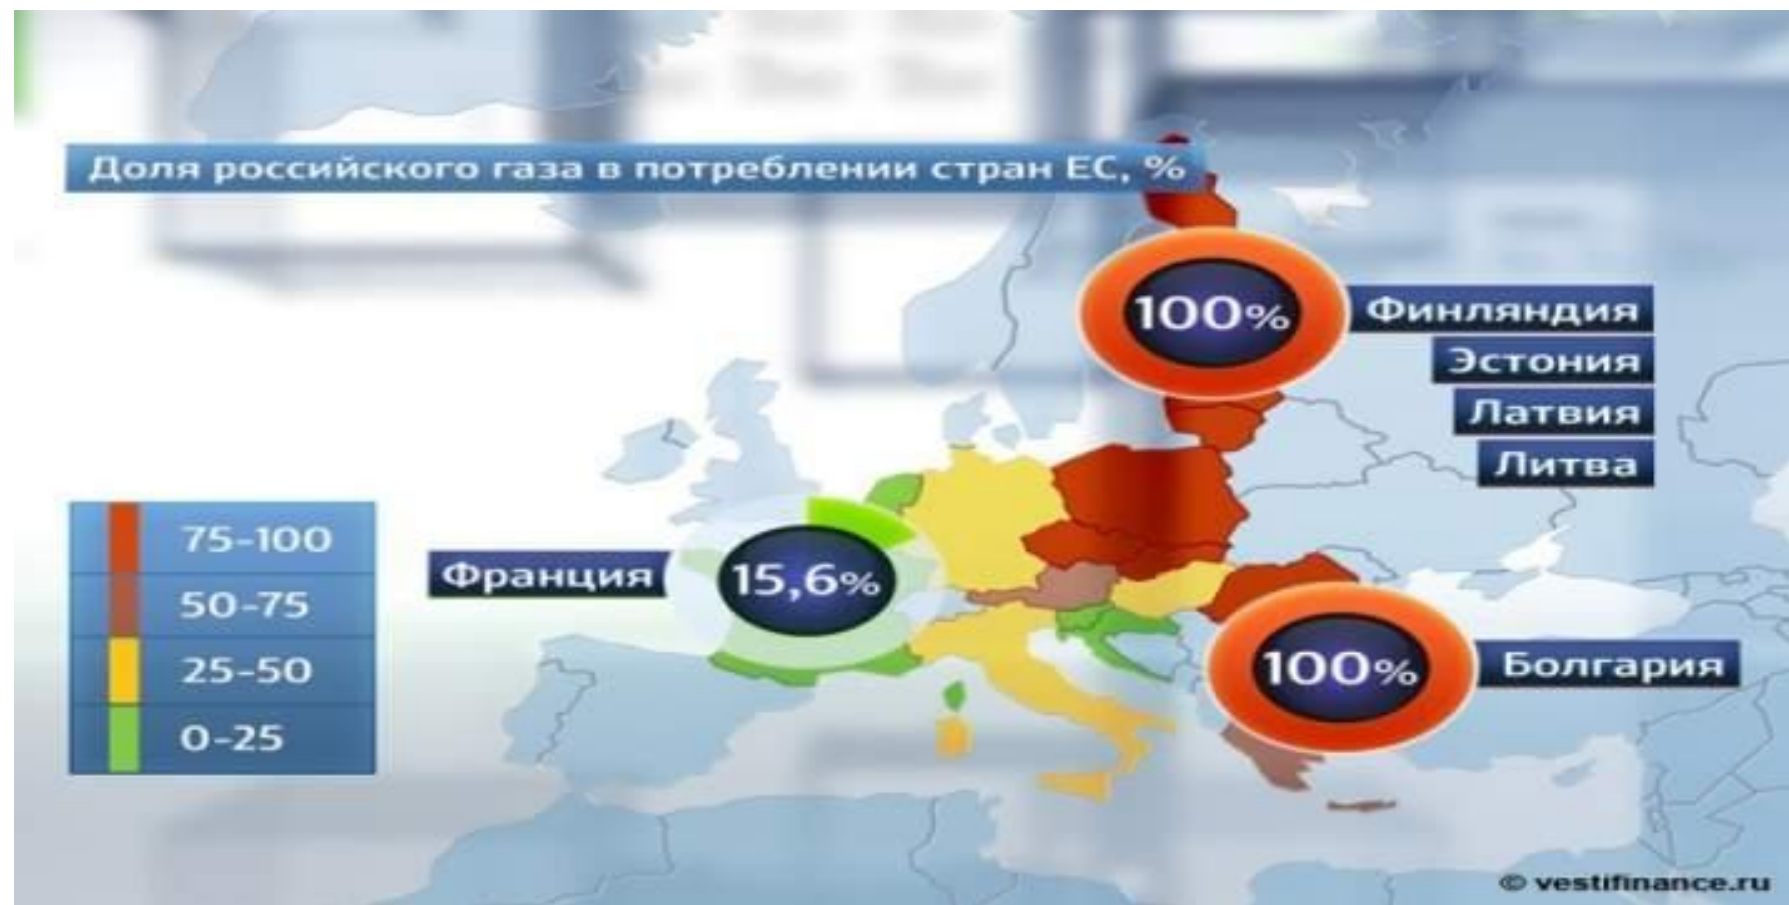 Доля российского газа в потреблении стран ЕС, %
100%
Финляндия
Эстония
Латвия
Литва
75-100
50-75
25-50
0-25
Франция
15,6%
100%
Болгария
© vestifinance.ru